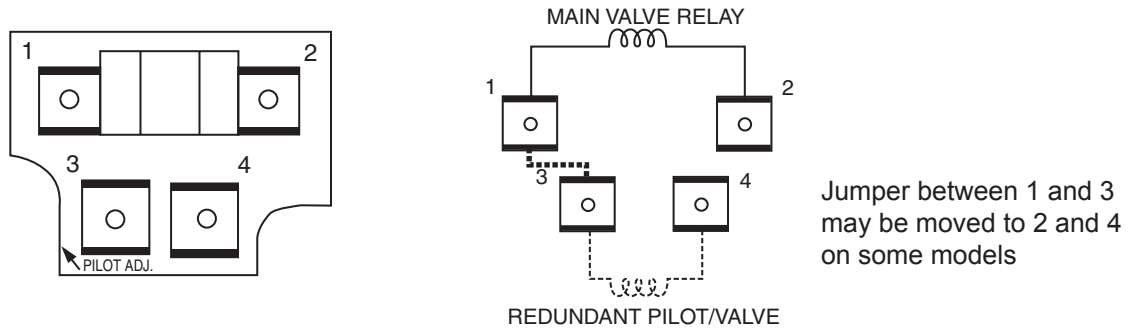 1
2
3
4
PILOT ADJ.
MAIN VALVE RELAY
1
2
3
4
REDUNDANT PILOT/VALVE
Jumper between 1 and 3
may be moved to 2 and 4
on some models